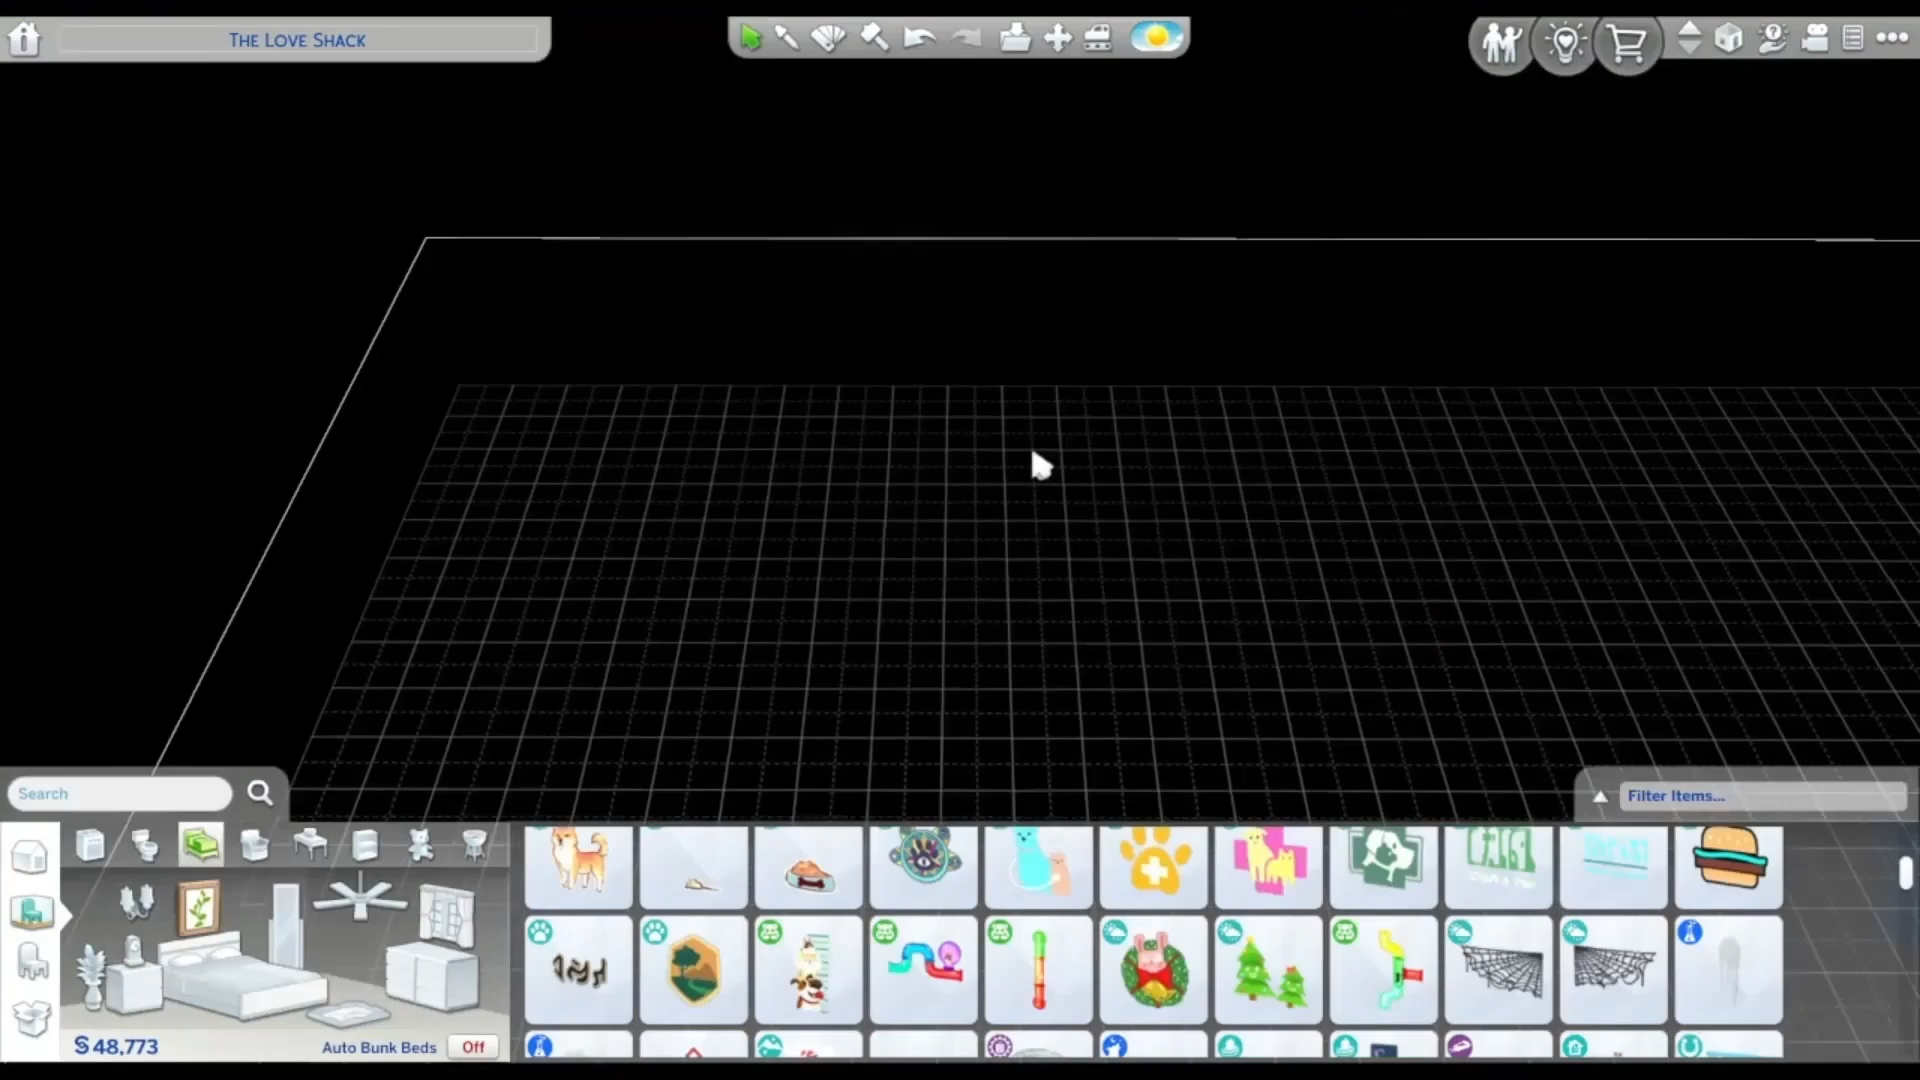 THE LOVE SHACK
Search
Filter Items...
§48,773
Auto Bunk Beds
Off